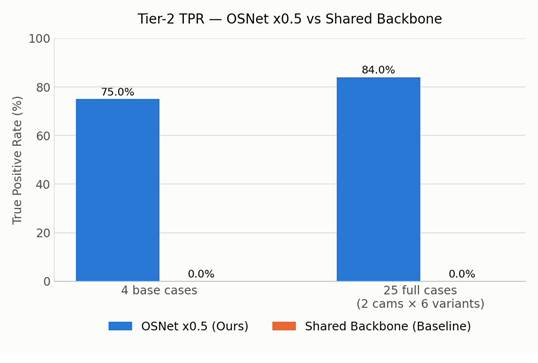 Tier-2 TPR — OSNet x0.5 vs Shared Backbone
True Positive Rate (%)
100
80
60
40
20
0
75.0%
0.0%
84.0%
0.0%
4 base cases
25 full cases
(2 cams × 6 variants)
OSNet x0.5 (Ours)
Shared Backbone (Baseline)